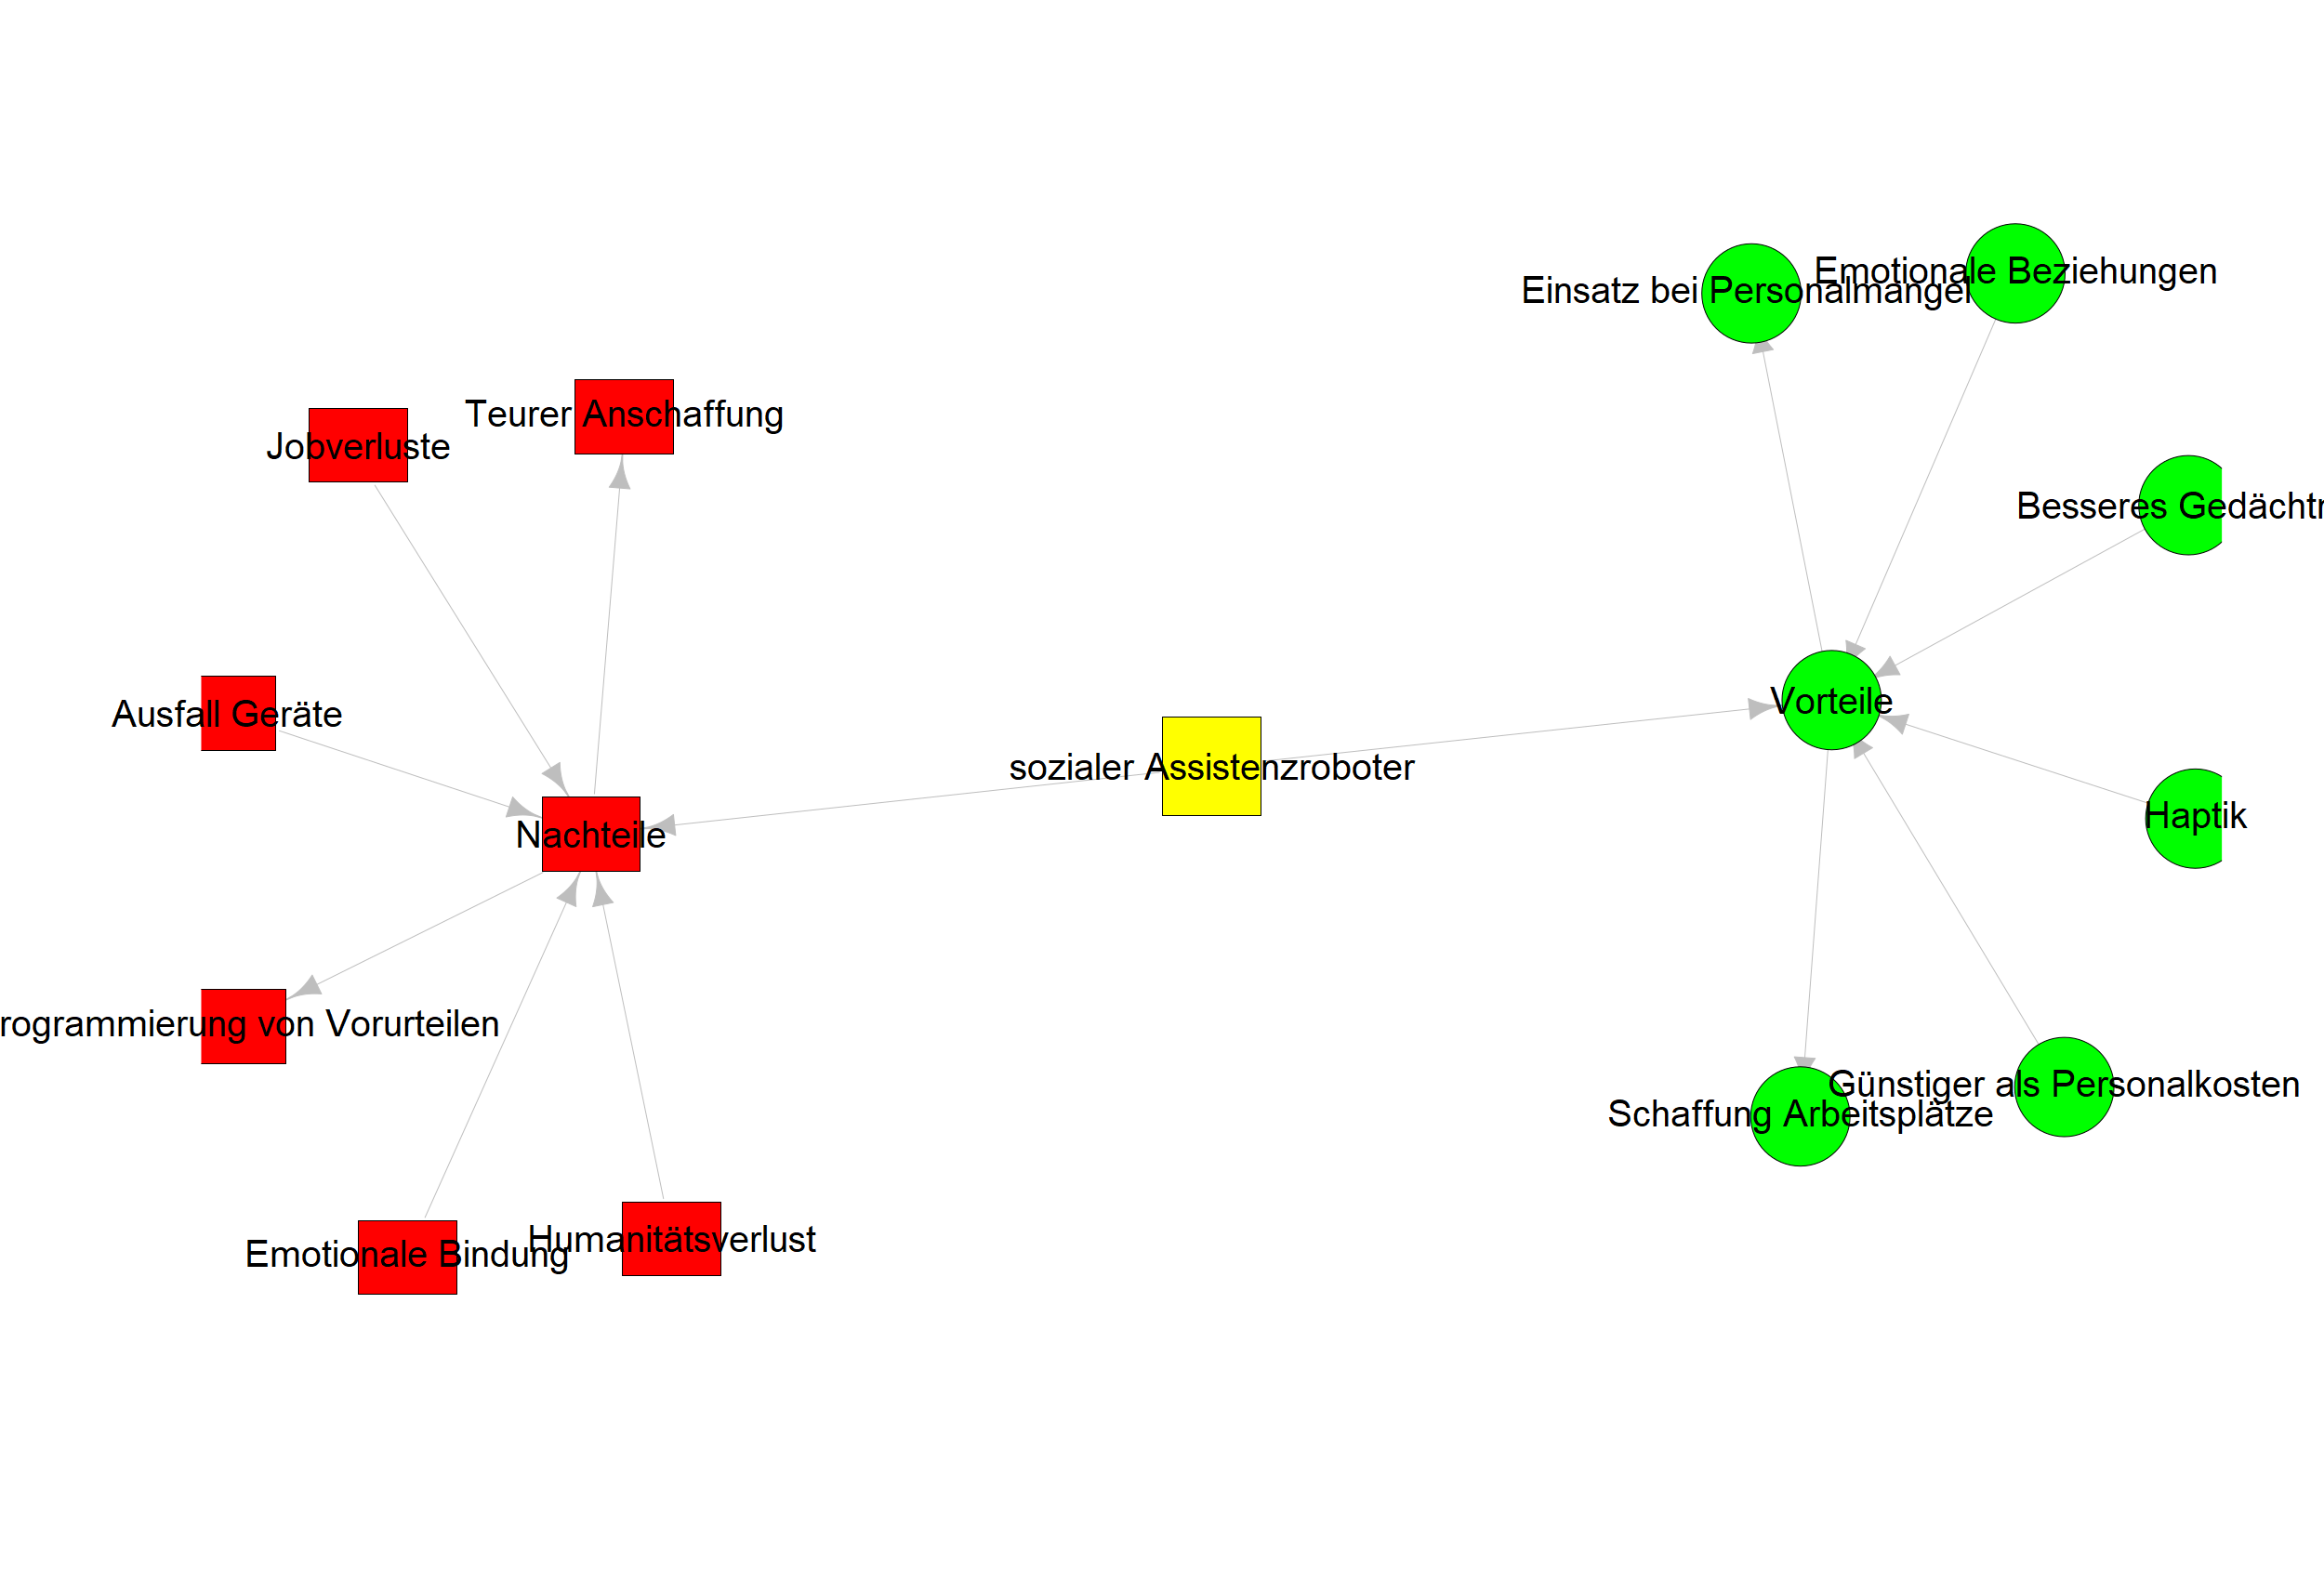 Emotionale Beziehungen
Einsatz bei Personalmangel
Teurer Anschaffung
Jobverluste
Besseres Gedächtn
Vorteile
Ausfall Geräte
sozialer Assistenzroboter
Haptik
Nachteile
rogrammierung von Vorurteilen
Günstiger als Personalkosten
Schaffung Arbeitsplätze
Humanitätsverlust
Emotionale Bindung